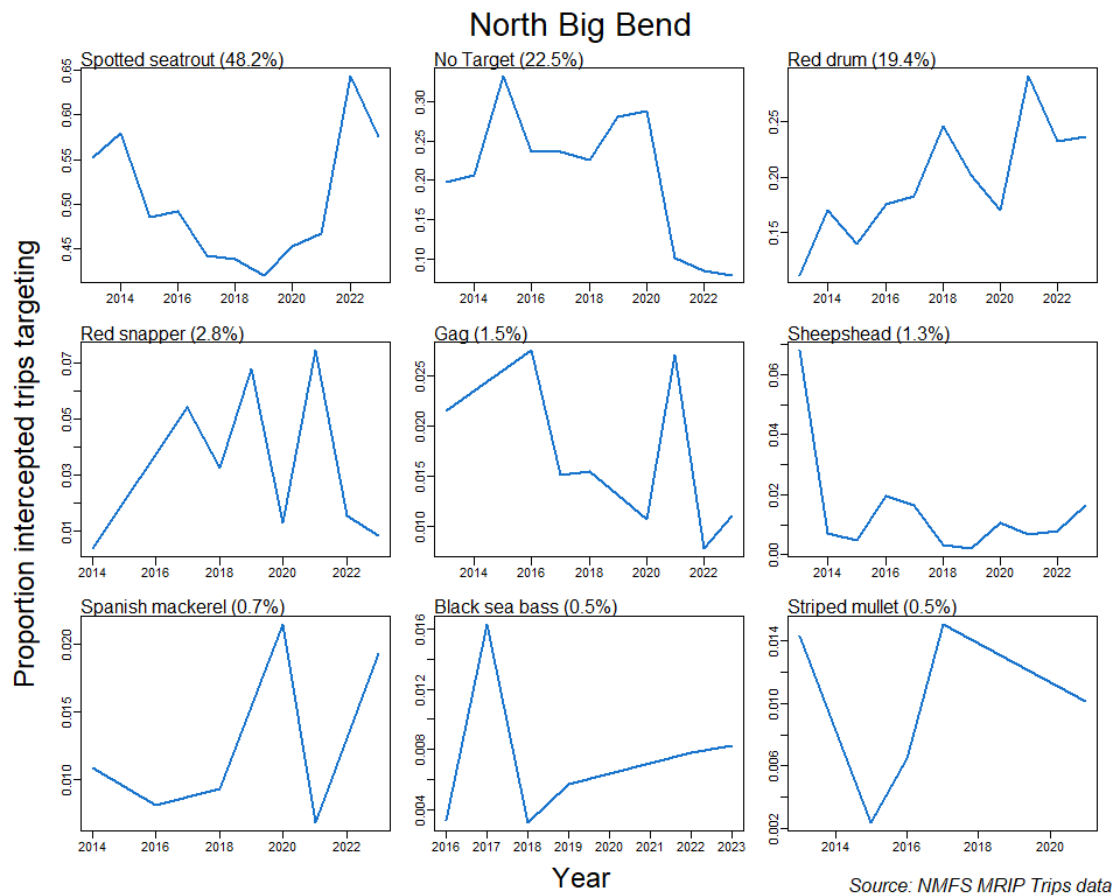 North Big Bend
Proportion intercepted trips targeting
Spotted seatrout (48.2%)
0.65
0.60
0.55
0.50
0.45
2014 2016 2018 2020 2022
No Target (22.5%)
0.30
0.25
0.20
0.15
0.10
2014 2016 2018 2020 2022
Red drum (19.4%)
0.25
0.20
0.15
2014 2016 2018 2020 2022
Red snapper (2.8%)
0.07
0.05
0.03
0.01
2014 2016 2018 2020 2022
Gag (1.5%)
0.025
0.020
0.015
0.010
2014 2016 2018 2020 2022
Sheepshead (1.3%)
0.06
0.04
0.02
0.00
2014 2016 2018 2020 2022
Spanish mackerel (0.7%)
0.020
0.015
0.010
2014 2016 2018 2020 2022
Black sea bass (0.5%)
0.016
0.012
0.008
0.004
2016 2017 2018 2019 2020 2021 2022 2023
Striped mullet (0.5%)
0.014
0.010
0.006
0.002
2014 2016 2018 2020
Year
Source: NMFS MRIP Trips data